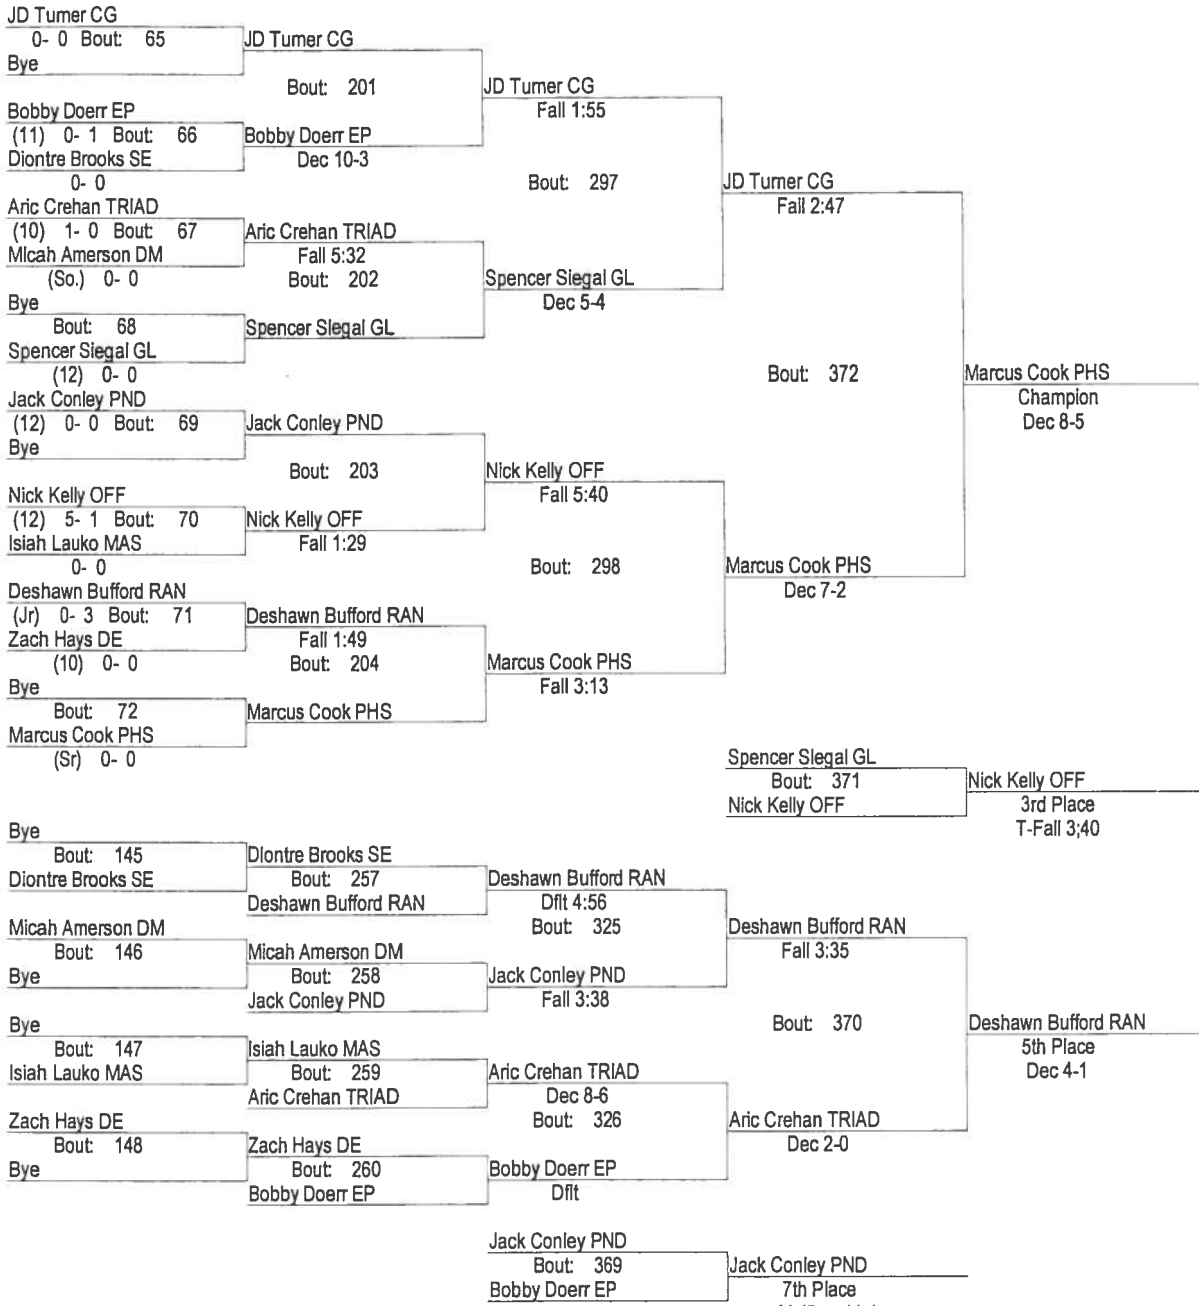 JD Turner CG
0- 0 Bout: 65
Bye
JD Turner CG
Bout: 201
Bobby Doerr EP
(11) 0- 1 Bout: 66
Diontre Brooks SE
0- 0
Bobby Doerr EP
Dec 10-3
JD Turner CG
Fall 1:55
Bout: 297
Aric Crehan TRIAD
(10) 1- 0 Bout: 67
Micah Amerson DM
(So.) 0- 0
Aric Crehan TRIAD
Fall 5:32
Bout: 202
Bye
Bout: 68
Spencer Siegal GL
(12) 0- 0
Spencer Siegal GL
Spencer Siegal GL
Dec 5-4
JD Turner CG
Fall 2:47
Bout: 372
Jack Conley PND
(12) 0- 0 Bout: 69
Bye
Jack Conley PND
Bout: 203
Nick Kelly OFF
(12) 5- 1 Bout: 70
Isiah Lauko MAS
0- 0
Nick Kelly OFF
Fall 1:29
Nick Kelly OFF
Fall 5:40
Bout: 298
Deshawn Bufford RAN
(Jr) 0- 3 Bout: 71
Zach Hays DE
(10) 0- 0
Deshawn Bufford RAN
Fall 1:49
Bout: 204
Bye
Bout: 72
Marcus Cook PHS
(Sr) 0- 0
Marcus Cook PHS
Marcus Cook PHS
Fall 3:13
Marcus Cook PHS
Dec 7-2
Marcus Cook PHS
Champion
Dec 8-5
Spencer Siegal GL
Bout: 371
Nick Kelly OFF
Nick Kelly OFF
3rd Place
T-Fall 3;40
Bye
Bout: 145
Diontre Brooks SE
Diontre Brooks SE
Bout: 257
Deshawn Bufford RAN
Deshawn Bufford RAN
Dflt 4:56
Bout: 325
Micah Amerson DM
Bout: 146
Bye
Micah Amerson DM
Bout: 258
Jack Conley PND
Jack Conley PND
Fall 3:38
Deshawn Bufford RAN
Fall 3:35
Bout: 370
Bye
Bout: 147
Isiah Lauko MAS
Isiah Lauko MAS
Bout: 259
Aric Crehan TRIAD
Aric Crehan TRIAD
Dec 8-6
Bout: 326
Zach Hays DE
Bout: 148
Bye
Zach Hays DE
Bout: 260
Bobby Doerr EP
Bobby Doerr EP
Dflt
Aric Crehan TRIAD
Dec 2-0
Deshawn Bufford RAN
5th Place
Dec 4-1
Jack Conley PND
Bout: 369
Bobby Doerr EP
Jack Conley PND
7th Place